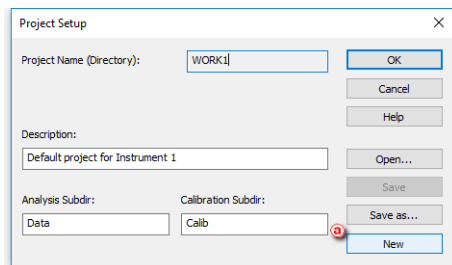 Project Setup
Project Name (Directory):
WORK1
OK
Cancel
Help
Description:
Default project for Instrument 1
Open...
Save
Analysis Subdir:
Calibration Subdir:
Data
Calib
Save as...
a
New